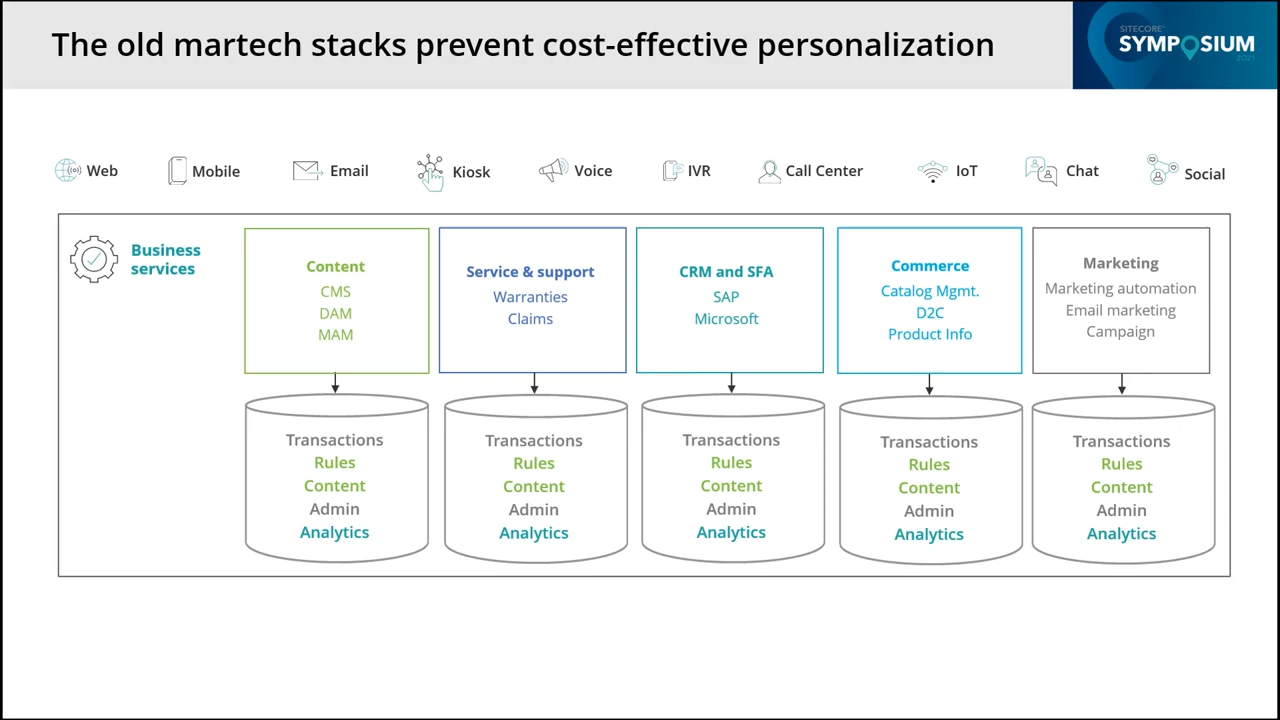 The old martech stacks prevent cost-effective personalization
SITECORE™
SYMPOSIUM
2021
Web
Mobile
Email
Kiosk
Voice
IVR
Call Center
IoT
Chat
Social
Business
services
Content
CMS
DAM
MAM
Service & support
Warranties
Claims
CRM and SFA
SAP
Microsoft
Commerce
Catalog Mgmt.
D2C
Product Info
Marketing
Marketing automation
Email marketing
Campaign
Transactions
Rules
Content
Admin
Analytics
Transactions
Rules
Content
Admin
Analytics
Transactions
Rules
Content
Admin
Analytics
Transactions
Rules
Content
Admin
Analytics
Transactions
Rules
Content
Admin
Analytics